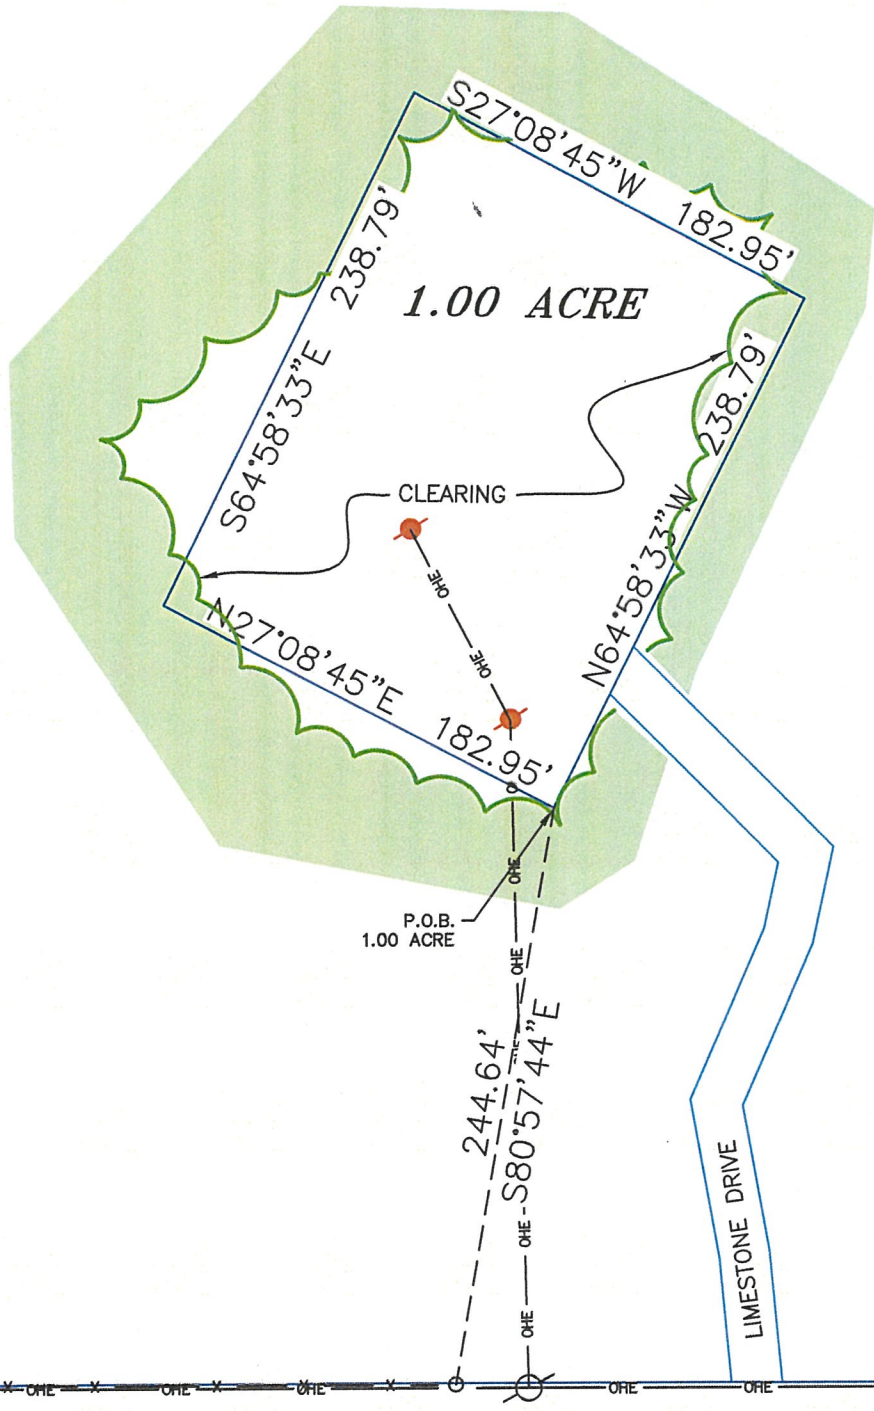 S27°08'45"W 182.95'
S64°58'33"E 238.79'
1.00 ACRE
N64°58'33"W 238.79'
CLEARING
OHE
OHE
N27°08'45"E 182.95'
OHE
P.O.B.
1.00 ACRE
OHE
244.64'
S80°57'44"E
OHE
OHE
LIMESTONE DRIVE
OHE
OHE
OHE
OHE
OHE